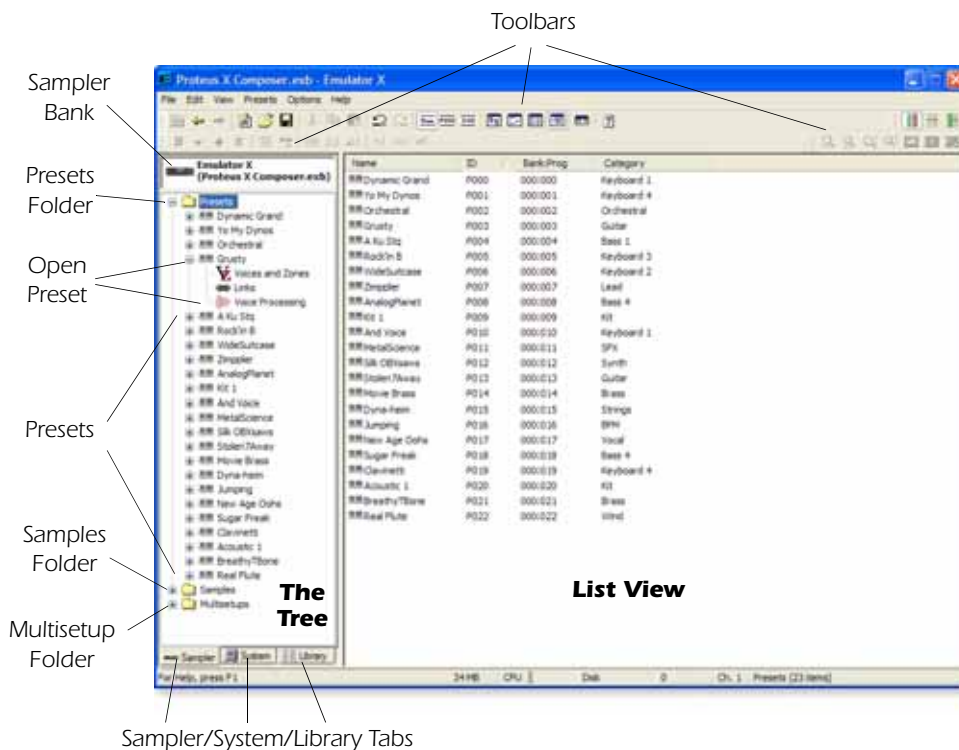 Toolbars
Sampler
Bank
Presets
Folder
Open
Preset
Presets
Samples
Folder
Multisetup
Folder
Proteus X Composer.exb - Emulator X
File Edit View Presets Options Help
Emulator X
(Proteus X Composer.exb)
Presets
Dynamic Grand
Yo My Dynos
Orchestral
Grusty
Voices and Zones
Links
Voice Processing
A Ku Stq
Rock'in B
WideSuitcase
Zmppler
AnalogPlanet
Kit 1
And Voice
MetalScience
Silk OBXsaws
Stolen7Away
Movie Brass
Dyna-heim
Jumping
New Age Oohs
Sugar Freak
Clavinetti
Acoustic 1
BreathyTBone
Real Flute
Samples
Multisetups
The
Tree
Sampler System Library
Name ID Bank:Prog Category
Dynamic Grand P000 000:000 Keyboard 1
Yo My Dynos P001 000:001 Keyboard 4
Orchestral P002 000:002 Orchestral
Grusty P003 000:003 Guitar
A Ku Stq P004 000:004 Bass 1
Rock'in B P005 000:005 Keyboard 3
WideSuitcase P006 000:006 Keyboard 2
Zmppler P007 000:007 Lead
AnalogPlanet P008 000:008 Bass 4
Kit 1 P009 000:009 Kit
And Voice P010 000:010 Keyboard 1
MetalScience P011 000:011 SFX
Silk OBXsaws P012 000:012 Synth
Stolen7Away P013 000:013 Guitar
Movie Brass P014 000:014 Brass
Dyna-heim P015 000:015 Strings
Jumping P016 000:016 BPM
New Age Oohs P017 000:017 Vocal
Sugar Freak P018 000:018 Bass 4
Clavinetti P019 000:019 Keyboard 4
Acoustic 1 P020 000:020 Kit
BreathyTBone P021 000:021 Brass
Real Flute P022 000:022 Wind
List View
For Help, press F1 34 MB CPU Disk 0 Ch. 1 Presets (23 items)
Sampler/System/Library Tabs